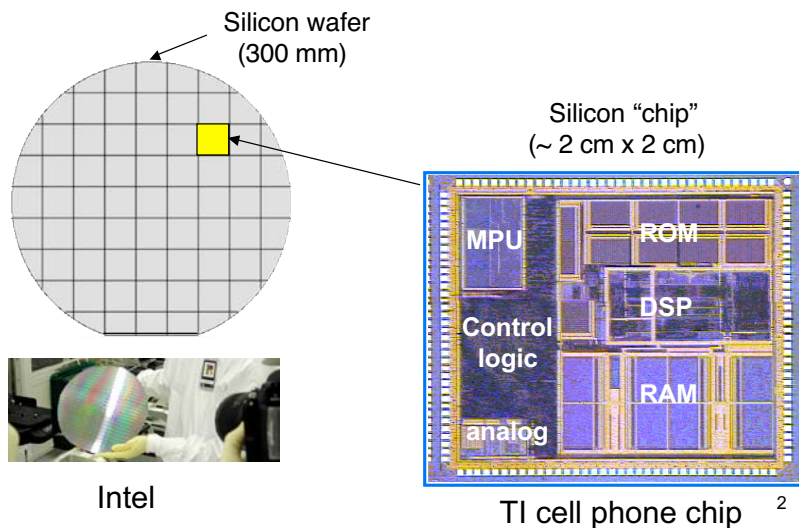 Silicon wafer
(300 mm)
Silicon “chip”
(~ 2 cm x 2 cm)
MPU
ROM
DSP
Control
logic
RAM
analog
Intel
TI cell phone chip
2